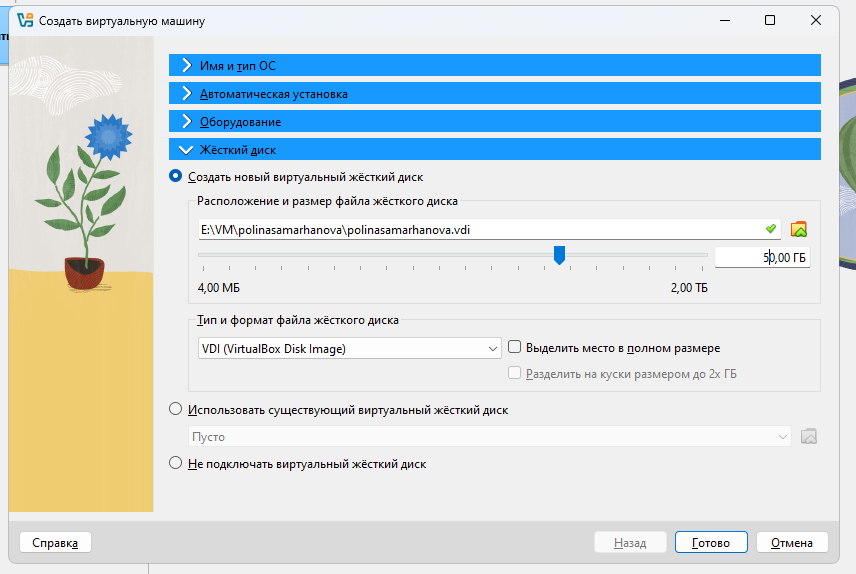 Создать виртуальную машину
Имя и тип ОС
Автоматическая установка
Оборудование
Жёсткий диск
Создать новый виртуальный жёсткий диск
Расположение и размер файла жёсткого диска
E:\VM\polinasamarhanova\polinasamarhanova.vdi
50,00 ГБ
4,00 МБ
2,00 ТБ
Тип и формат файла жёсткого диска
VDI (VirtualBox Disk Image)
Выделить место в полном размере
Разделить на куски размером до 2х ГБ
Использовать существующий виртуальный жёсткий диск
Пусто
Не подключать виртуальный жёсткий диск
Справка
Назад
Готово
Отмена